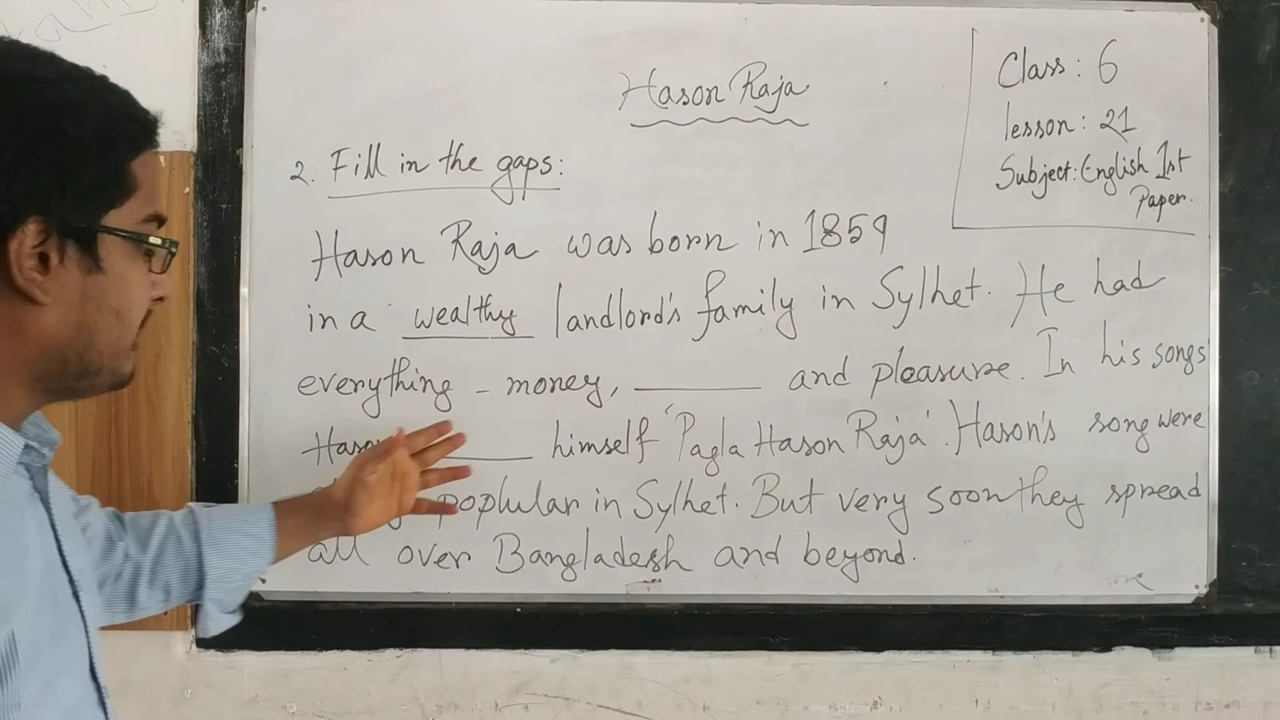 Hason Raja
Class: 6
lesson: 21
Subject: English 1st
Paper.
2. Fill in the gaps:
Hason Raja was born in 1859
in a wealthy landlord's family in Sylhet. He had
everything - money, ______ and pleasure. In his songs
______ himself 'Pagla Hason Raja'. Hason's song were
poplular in Sylhet. But very soon they spread
all over Bangladesh and beyond.